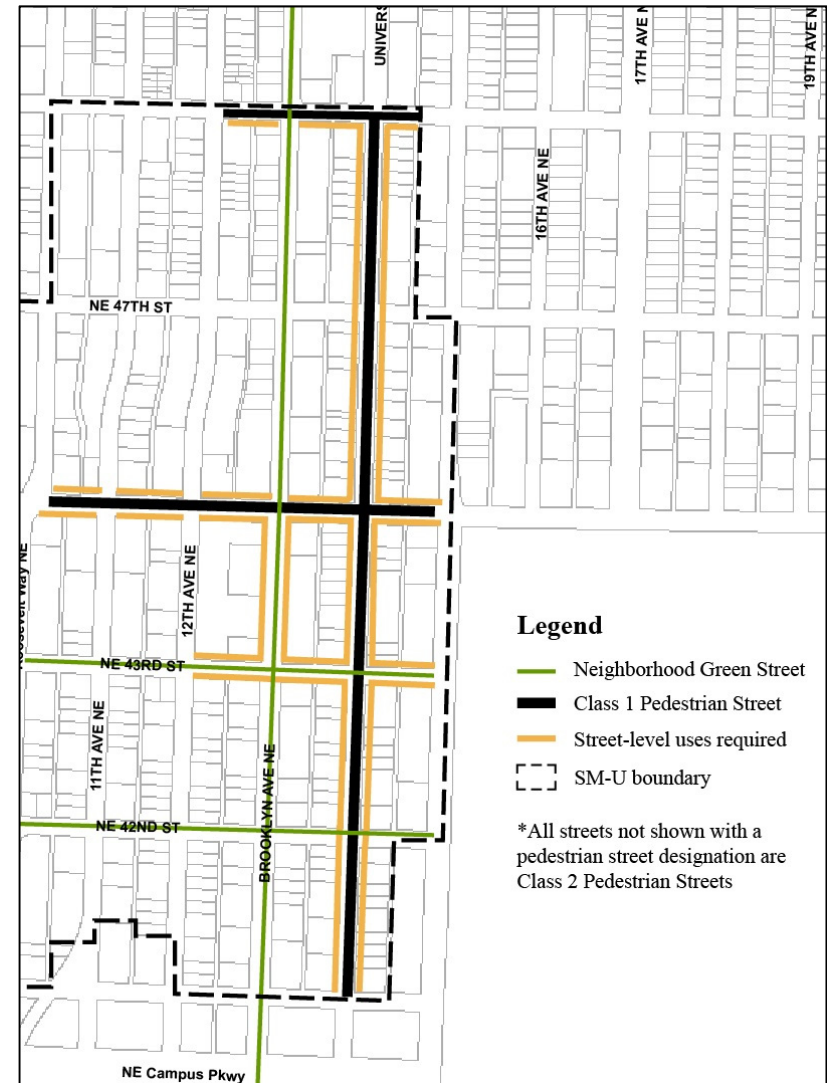 UNIVERS
17TH AVE N
19TH AVE N
16TH AVE NE
NE 47TH ST
12TH AVE NE
Roosevelt Way NE
NE 43RD ST
11TH AVE NE
BROOKLYN AVE NE
NE 42ND ST
NE Campus Pkwy
Legend
Neighborhood Green Street
Class 1 Pedestrian Street
Street-level uses required
SM-U boundary
*All streets not shown with a
pedestrian street designation are
Class 2 Pedestrian Streets